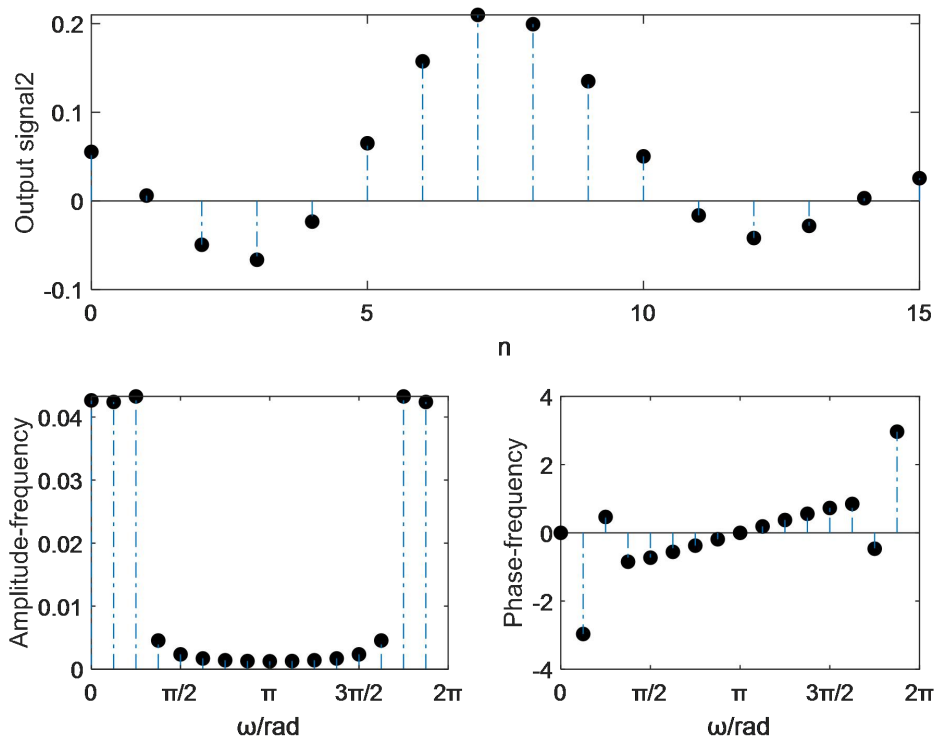 Output signal2
0.2
0.1
0
-0.1
0
5
10
15
n
Amplitude-frequency
0.04
0.03
0.02
0.01
0
0
π/2
π
3π/2
2π
ω/rad
Phase-frequency
4
2
0
-2
-4
0
π/2
π
3π/2
2π
ω/rad